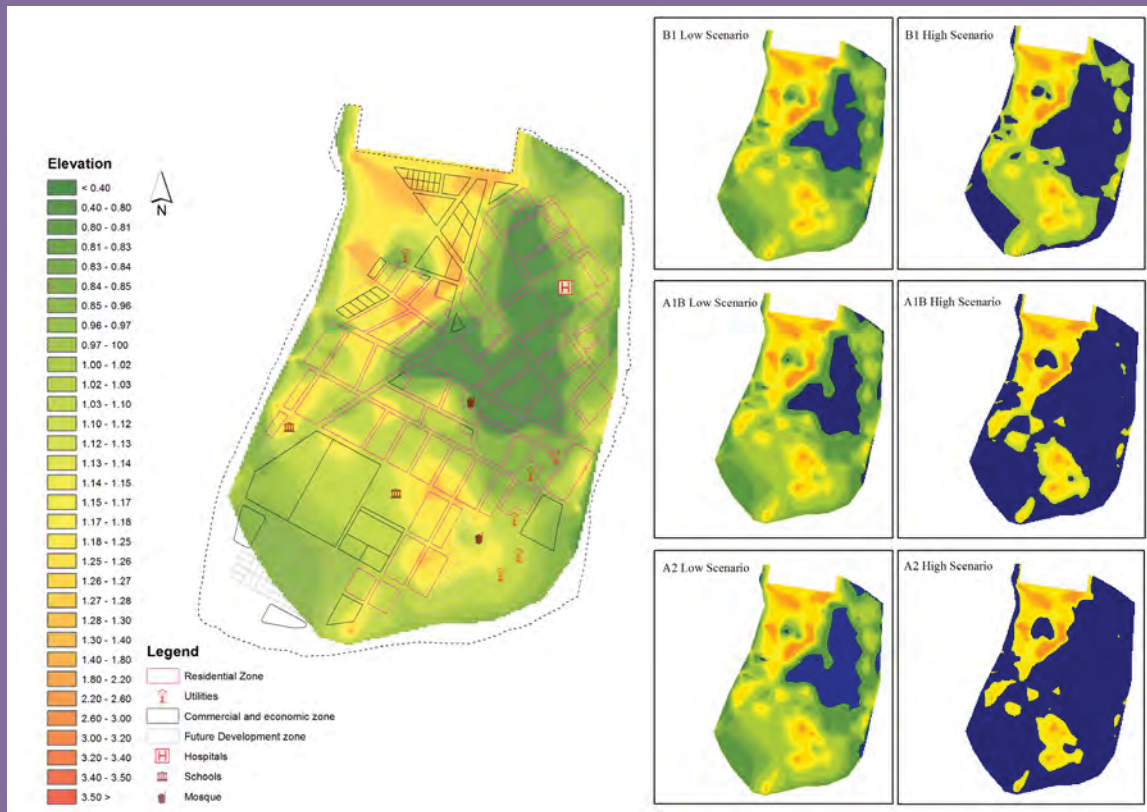 Elevation
< 0.40
0.40 - 0.80
0.80 - 0.81
0.81 - 0.83
0.83 - 0.84
0.84 - 0.85
0.85 - 0.96
0.96 - 0.97
0.97 - 100
1.00 - 1.02
1.02 - 1.03
1.03 - 1.10
1.10 - 1.12
1.12 - 1.13
1.13 - 1.14
1.14 - 1.15
1.15 - 1.17
1.17 - 1.18
1.18 - 1.25
1.25 - 1.26
1.26 - 1.27
1.27 - 1.28
1.28 - 1.30
1.30 - 1.40
1.40 - 1.80
1.80 - 2.20
2.20 - 2.60
2.60 - 3.00
3.00 - 3.20
3.20 - 3.40
3.40 - 3.50
3.50 >
N
H
Legend
Residential Zone
Utilities
Commercial and economic zone
Future Development zone
H Hospitals
Schools
Mosque
B1 Low Scenario
B1 High Scenario
A1B Low Scenario
A1B High Scenario
A2 Low Scenario
A2 High Scenario